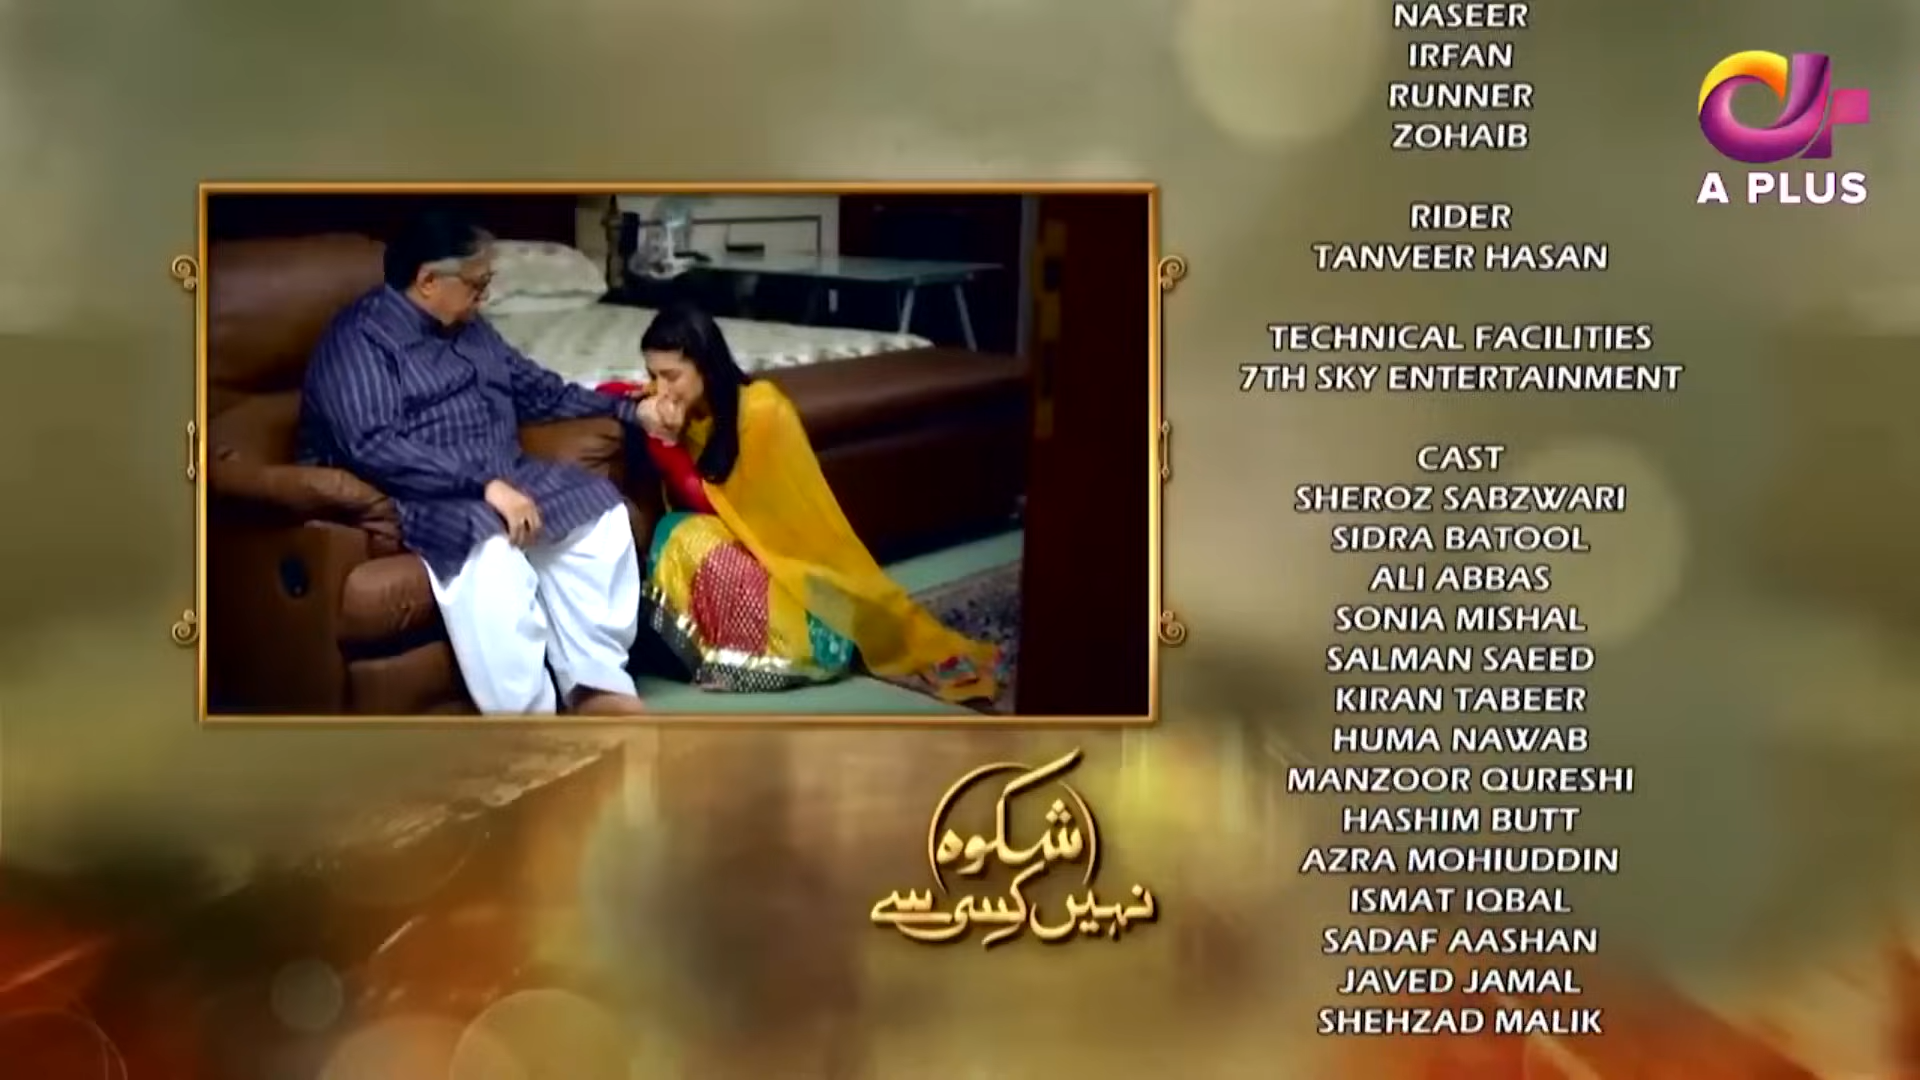 NASEER
IRFAN
RUNNER
ZOHAIB
A PLUS
RIDER
TANVEER HASAN
TECHNICAL FACILITIES
7TH SKY ENTERTAINMENT
CAST
SHEROZ SABZWARI
SIDRA BATOOL
ALI ABBAS
SONIA MISHAL
SALMAN SAEED
KIRAN TABEER
HUMA NAWAB
MANZOOR QURESHI
HASHIM BUTT
AZRA MOHIUDDIN
ISMAT IQBAL
SADAF AASHAN
JAVED JAMAL
SHEHZAD MALIK
شکوہ
نہیں کسی سے